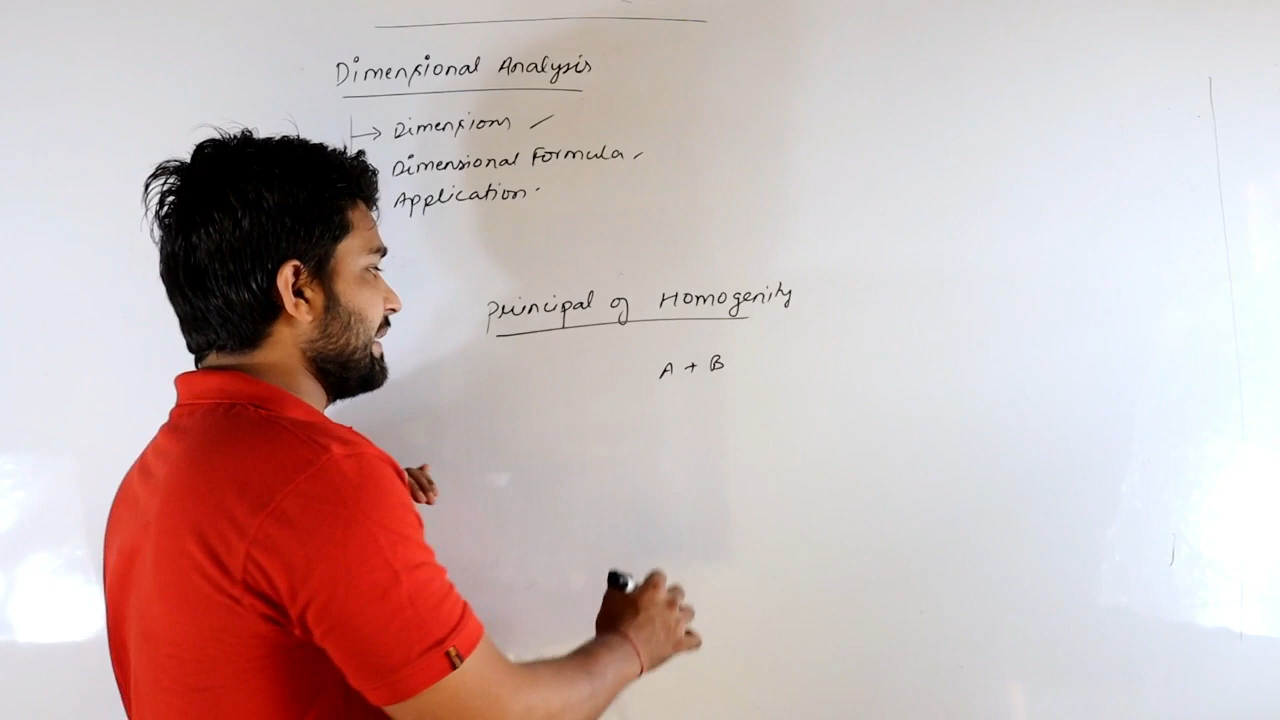 Dimensional Analysis
→ Dimensions
Dimensional Formula
Application
Principal of Homogenity
A + B